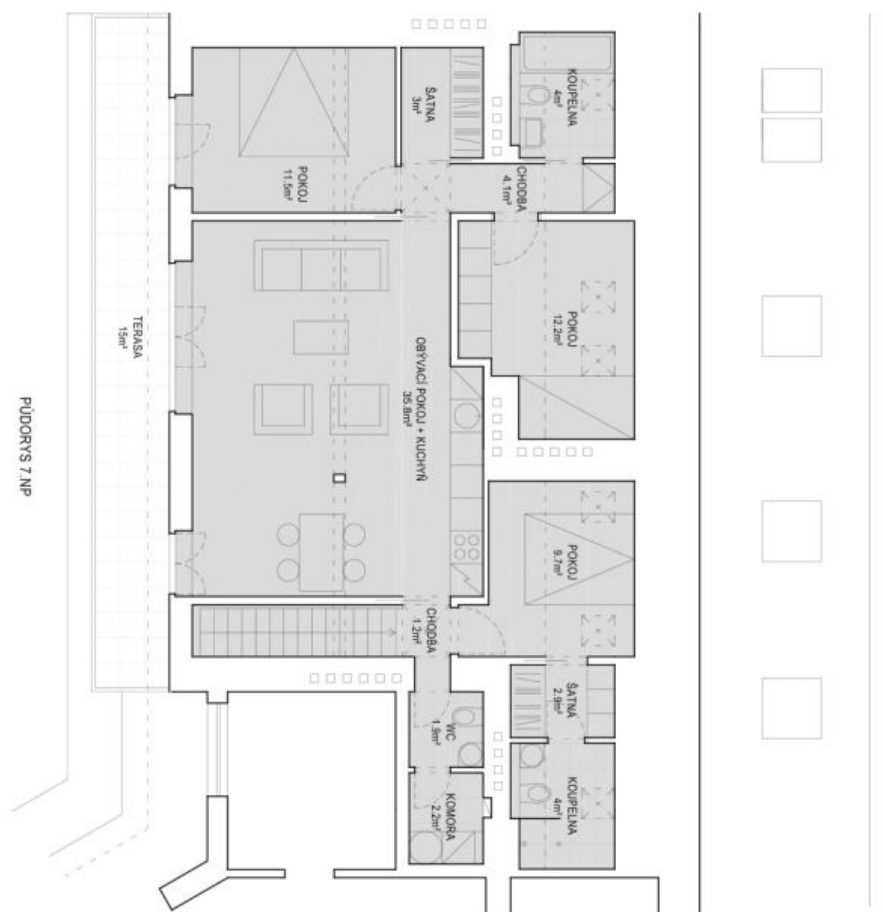 PŮDORYS 7.NP
TERASA
15m²
POKOJ
11.5m²
ŠATNA
3m²
KOUPELNA
4m²
CHODBA
4.1m²
POKOJ
12.2m²
OBÝVACÍ POKOJ + KUCHYŇ
35.8m²
POKOJ
9.7m²
CHODBA
1.2m²
ŠATNA
2.9m²
WC
1.9m²
KOUPELNA
4m²
KOMORA
2.2m²